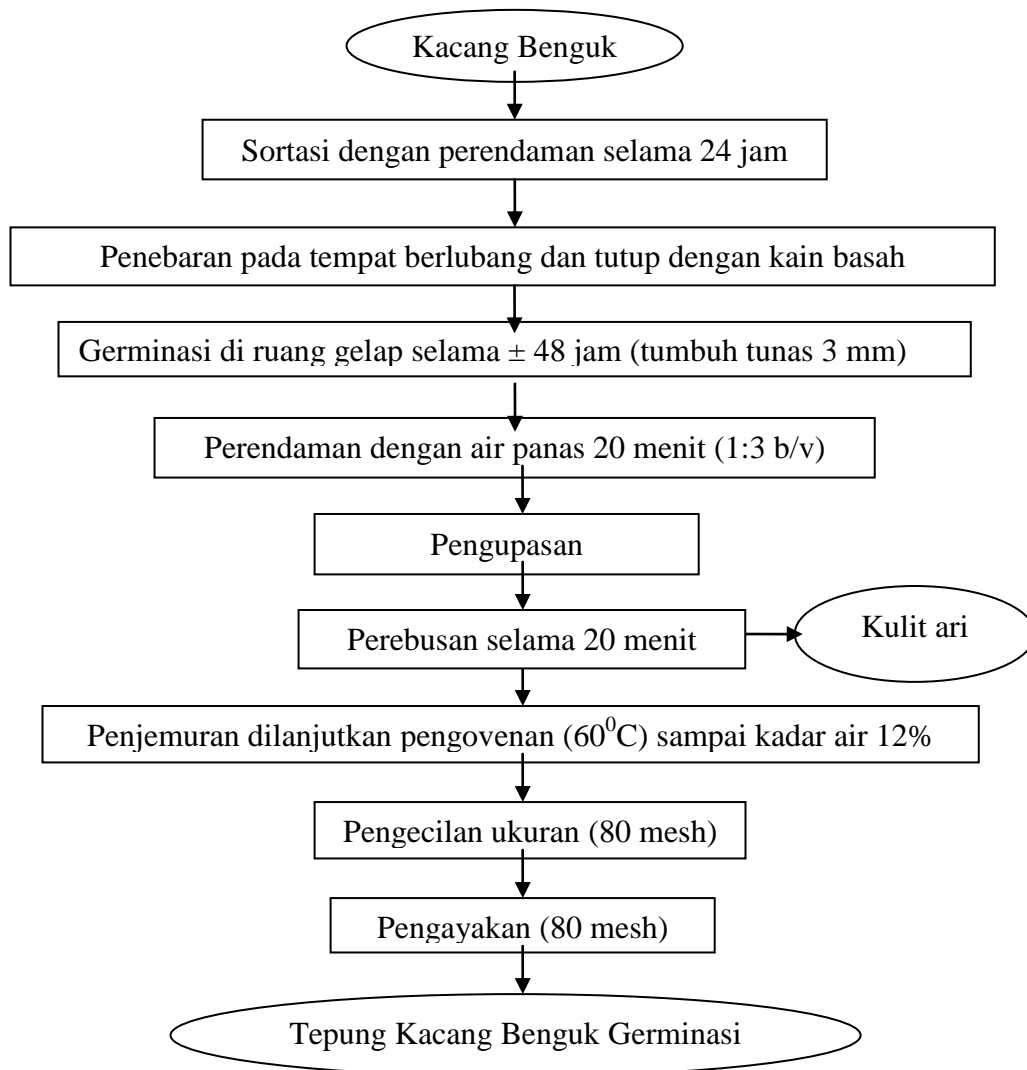 Kacang Benguk
Sortasi dengan perendaman selama 24 jam
Penebaran pada tempat berlubang dan tutup dengan kain basah
Germinasi di ruang gelap selama ± 48 jam (tumbuh tunas 3 mm)
Perendaman dengan air panas 20 menit (1:3 b/v)
Pengupasan
Perebusan selama 20 menit
Kulit ari
Penjemuran dilanjutkan pengovenan (60⁰C) sampai kadar air 12%
Pengecilan ukuran (80 mesh)
Pengayakan (80 mesh)
Tepung Kacang Benguk Germinasi